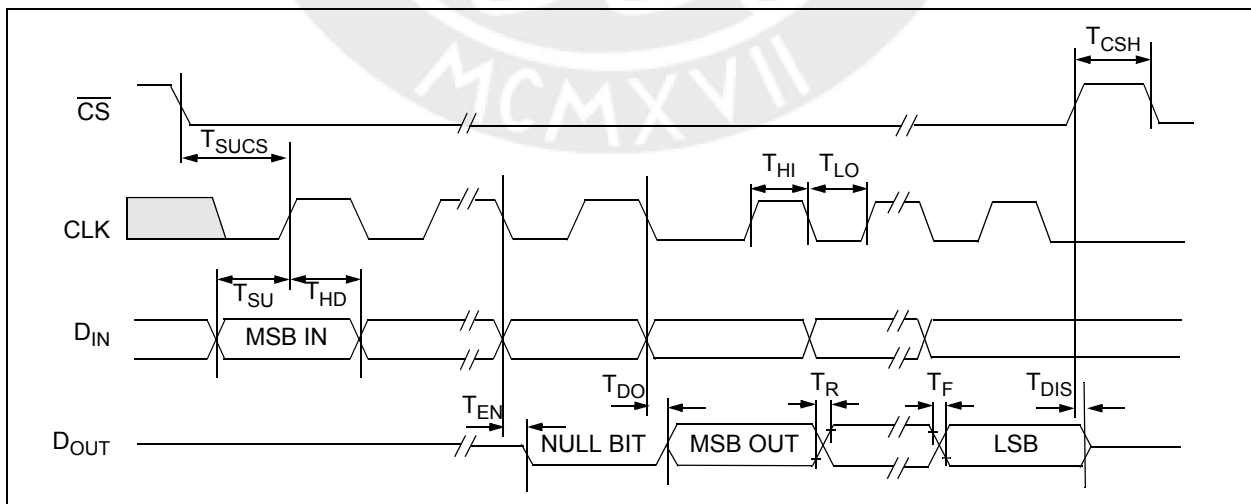 MCMXVII
T_CSH
C̅S̅
T_SUCS
T_HI T_LO
CLK
T_SU T_HD
D_IN MSB IN
T_EN T_DO T_R T_F T_DIS
D_OUT NULL BIT MSB OUT LSB